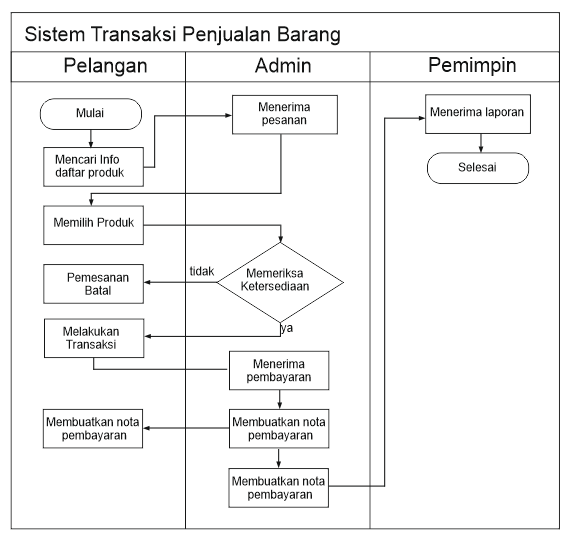 Sistem Transaksi Penjualan Barang
Pelangan
Admin
Pemimpin
Mulai
Menerima
pesanan
Menerima laporan
Mencari Info
daftar produk
Selesai
Memilih Produk
tidak
Memeriksa
Ketersediaan
Pemesanan
Batal
ya
Melakukan
Transaksi
Menerima
pembayaran
Membuatkan nota
pembayaran
Membuatkan nota
pembayaran
Membuatkan nota
pembayaran